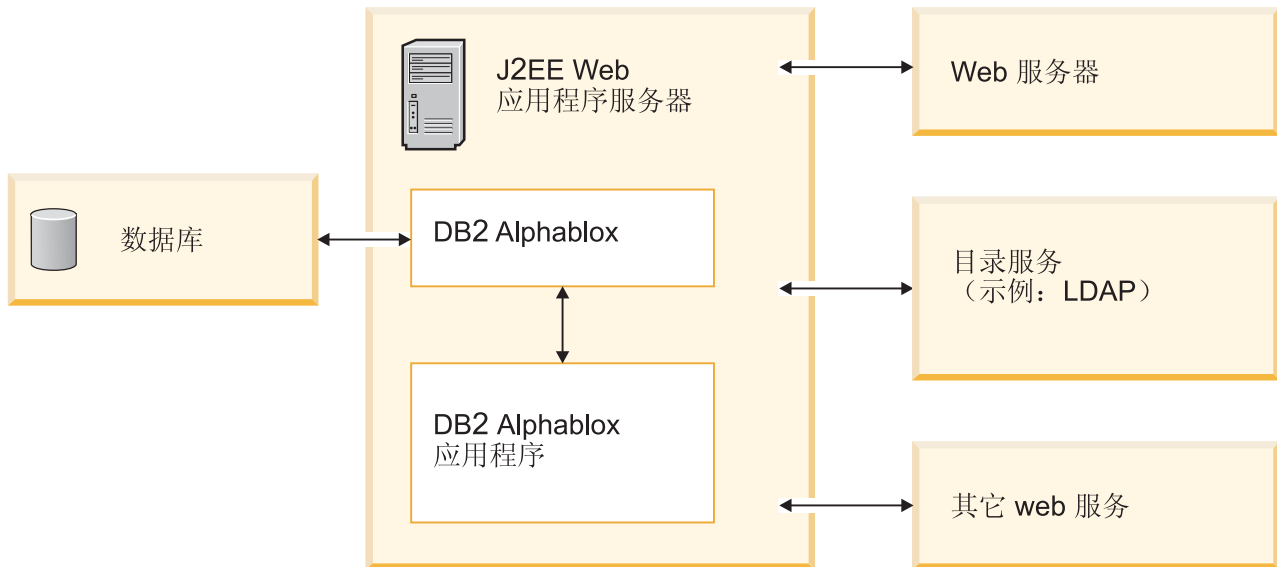 J2EE Web
应用程序服务器
Web 服务器
数据库
DB2 Alphablox
目录服务
（示例：LDAP）
DB2 Alphablox
应用程序
其它 web 服务